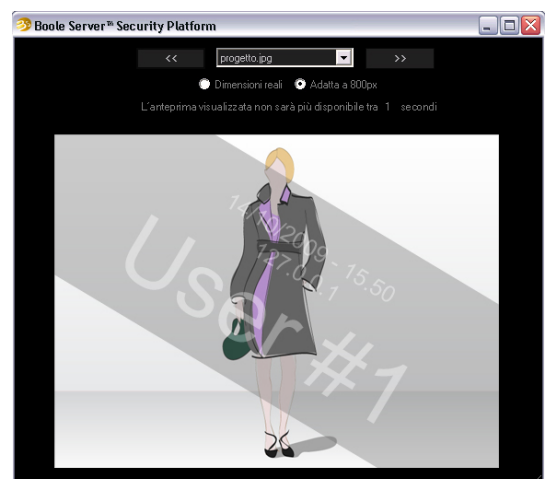 Boole Server™ Security Platform
<< progetto.jpg >>
Dimensioni reali Adatta a 800px
L'anteprima visualizzata non sarà più disponibile tra 1 secondi
14/10/2009 - 15.50
127.0.0.1
User #1